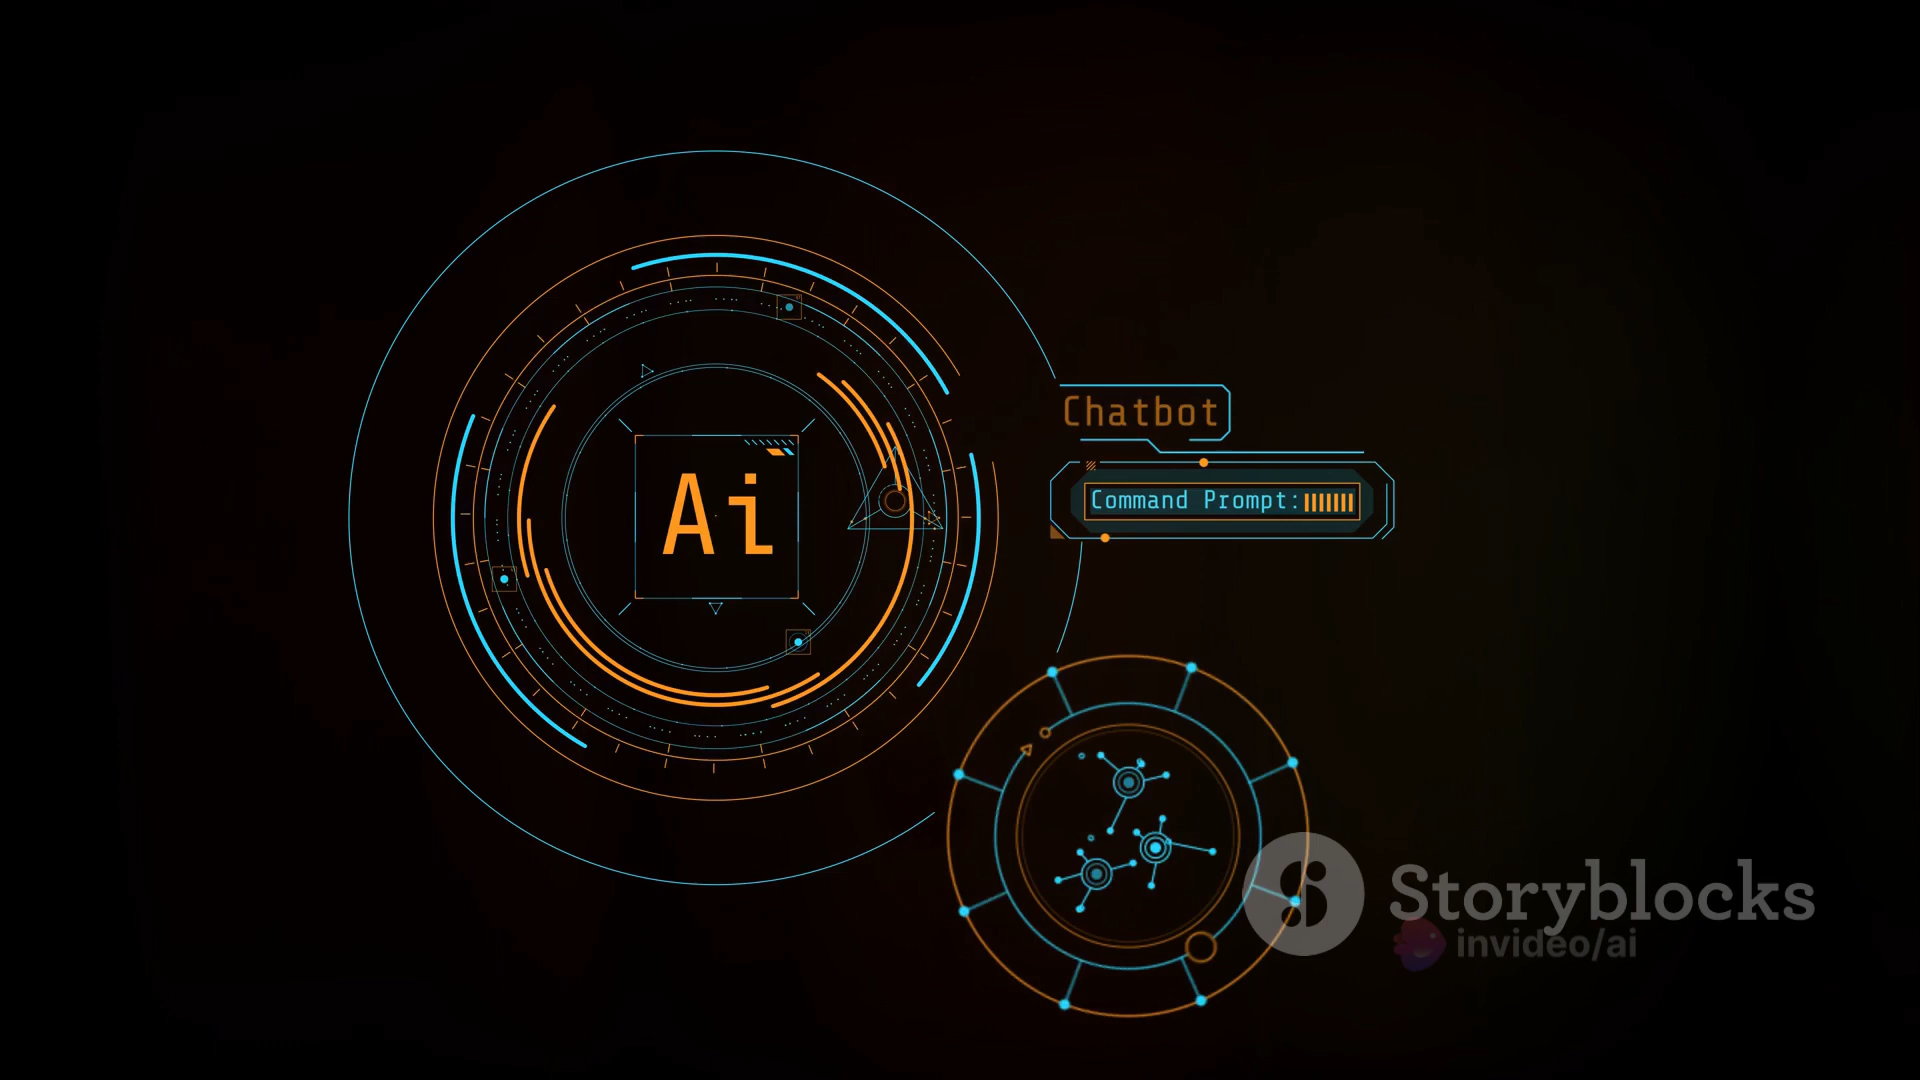 Ai
Chatbot
Command Prompt:
Storyblocks
invideo/ai